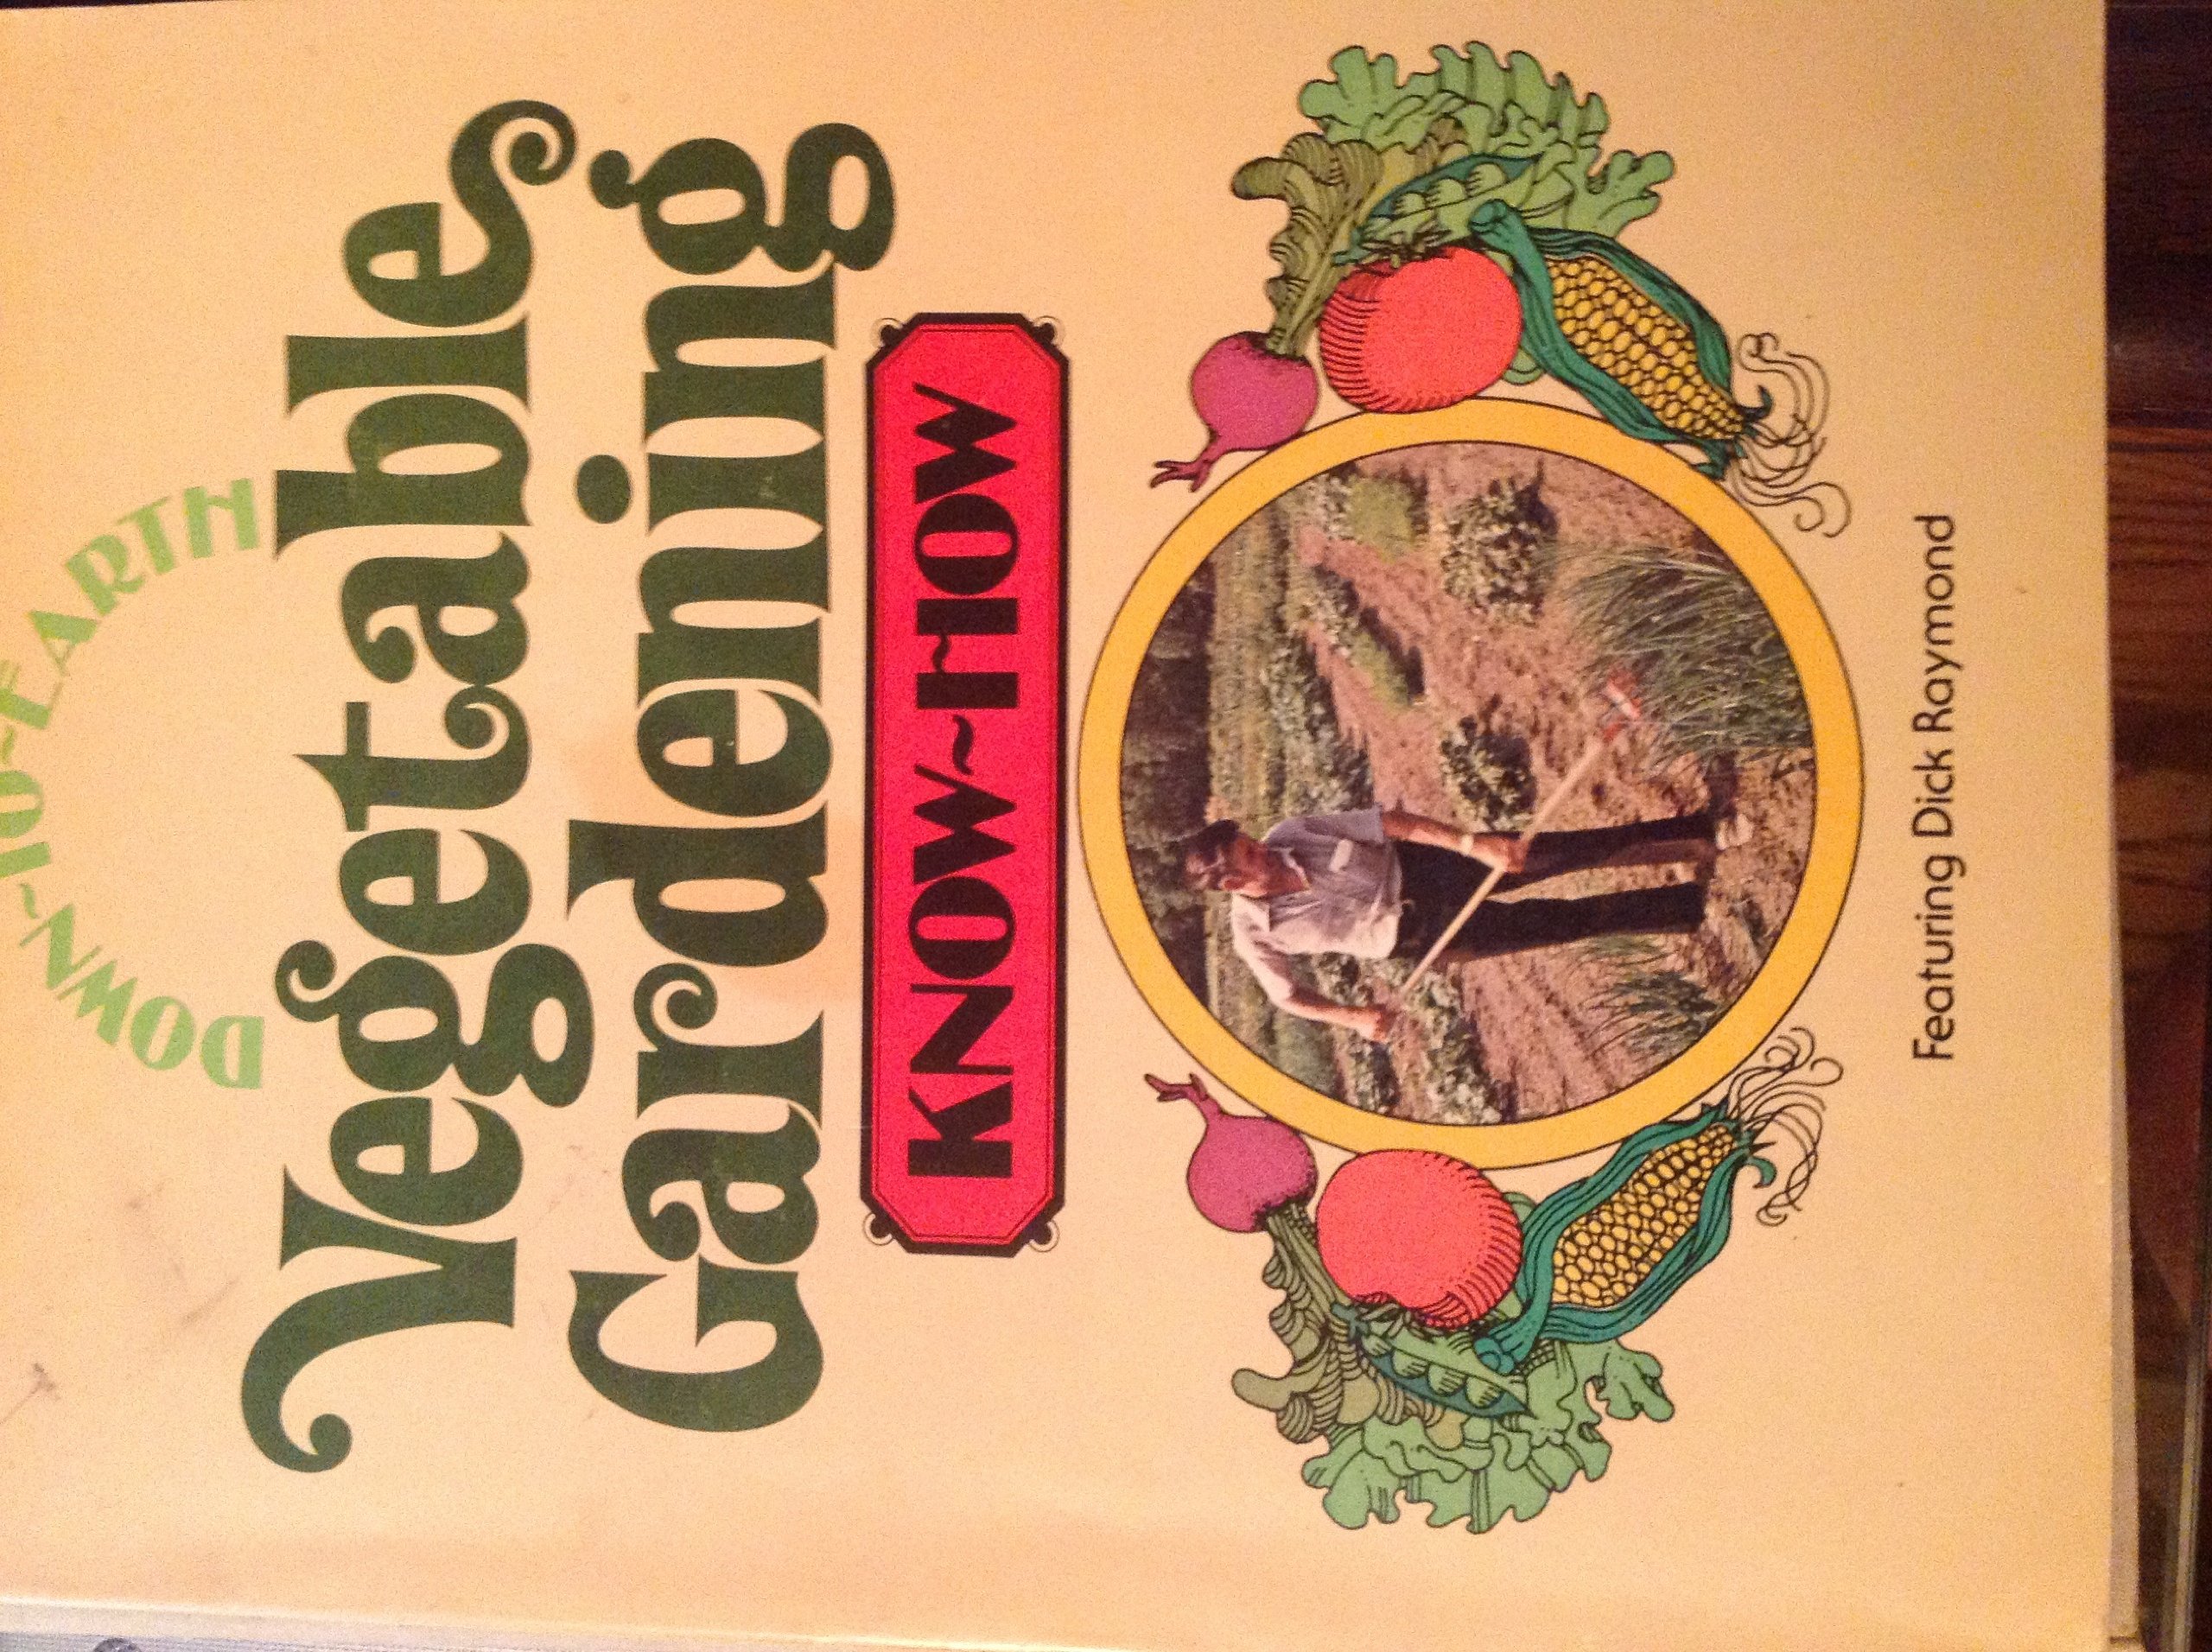 DOWN~TO~EARTH
Vegetable
Gardening
KNOW~HOW
Featuring Dick Raymond